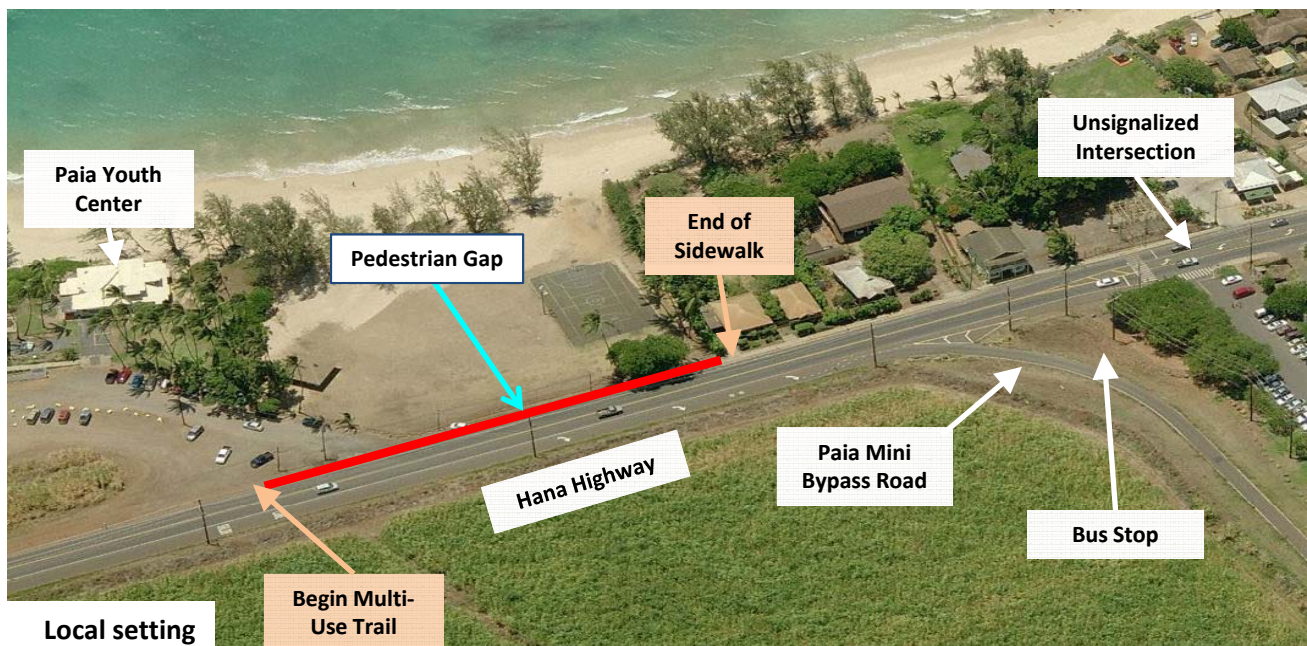 Unsignalized
Intersection
Paia Youth
Center
End of
Sidewalk
Pedestrian Gap
Hana Highway
Paia Mini
Bypass Road
Bus Stop
Begin Multi-
Use Trail
Local setting